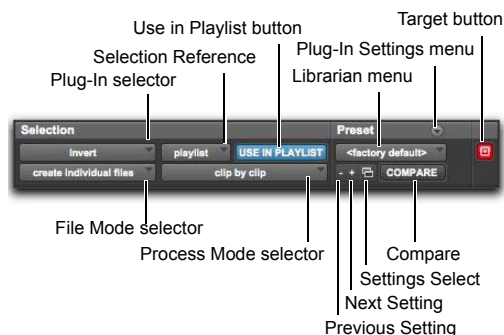 Use in Playlist button
Target button
Selection Reference
Plug-In Settings menu
Plug-In selector
Librarian menu
Selection
Preset
Invert
playlist
USE IN PLAYLIST
<factory default>
create individual files
clip by clip
- +
COMPARE
File Mode selector
Process Mode selector
Compare
Settings Select
Next Setting
Previous Setting